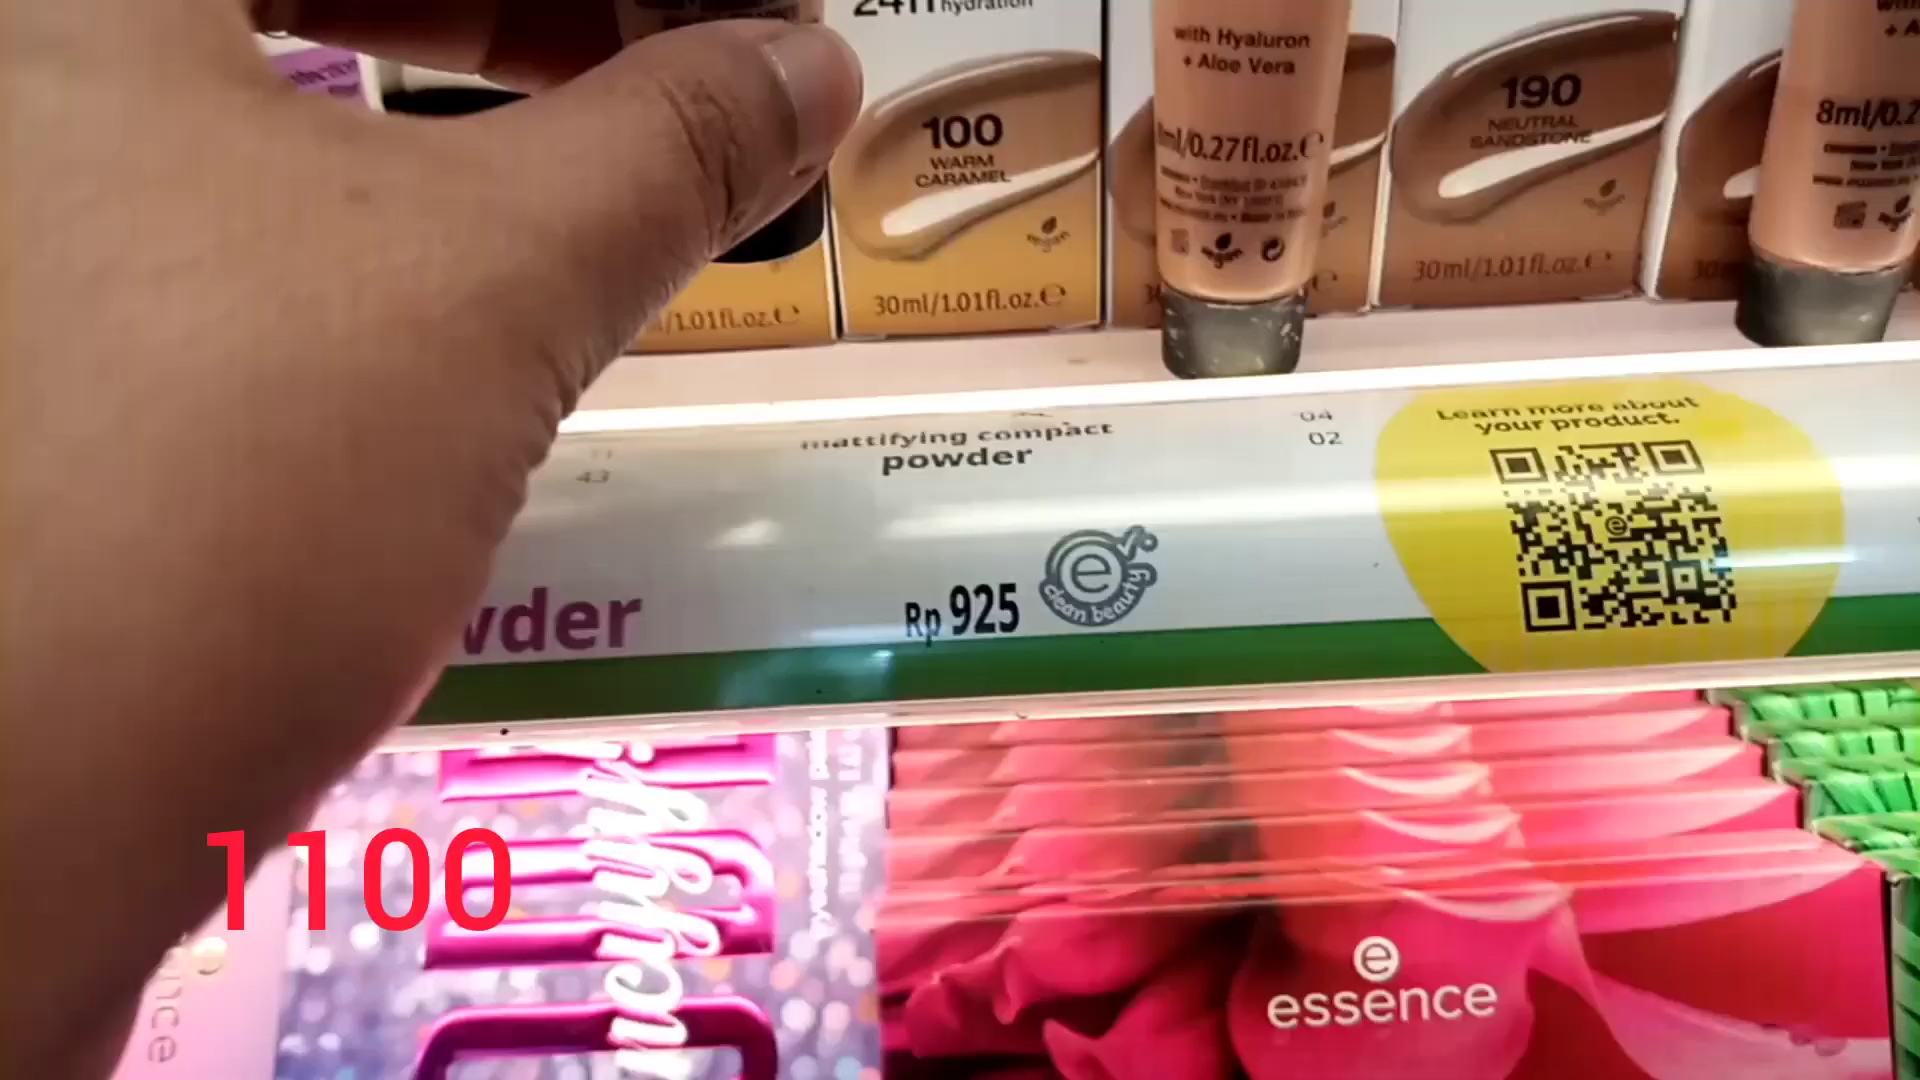 24H hydration
100
WARM
CARAMEL
30ml/1.01fl.oz.℮
/1.01fl.oz.℮
with Hyaluron
+ Aloe Vera
ml/0.27fl.oz.℮
vegan
190
NEUTRAL
SANDSTONE
30ml/1.01fl.oz.℮
8ml/0.2
mattifying compact
powder
04
02
43
Learn more about
your product.
wder
Rp 925
e
clean beauty
1100
e
essence